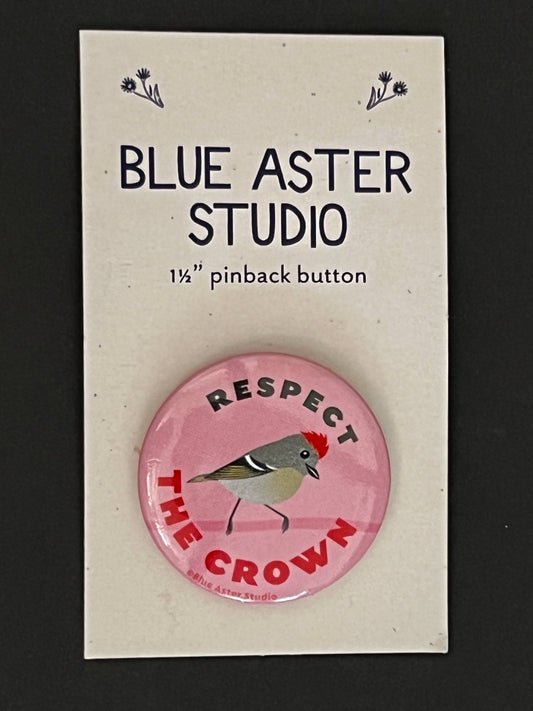 BLUE ASTER
STUDIO
1½” pinback button
RESPECT
THE CROWN
©Blue Aster Studio